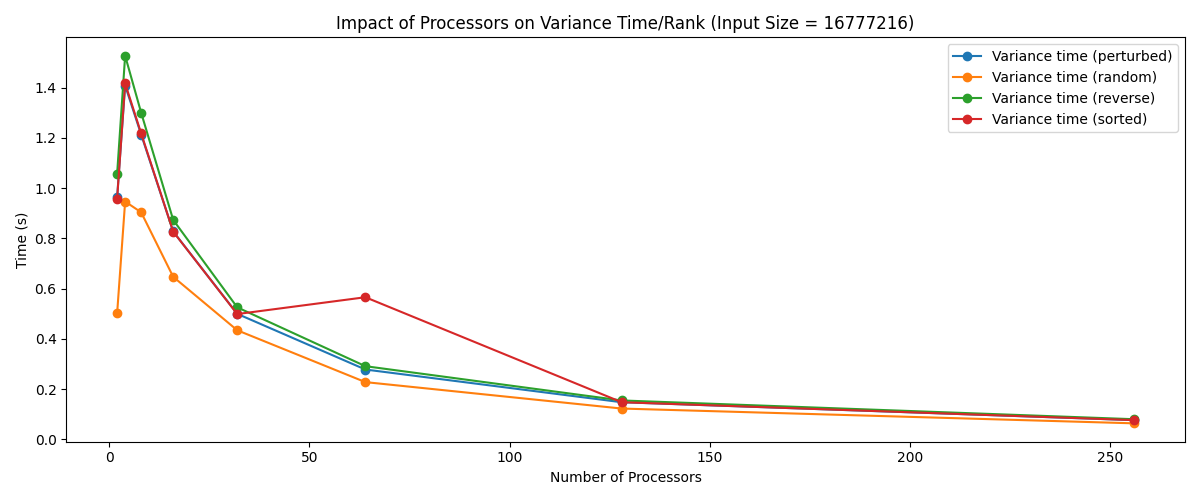 Impact of Processors on Variance Time/Rank (Input Size = 16777216)
Variance time (perturbed)
Variance time (random)
Variance time (reverse)
Variance time (sorted)
1.4
1.2
1.0
0.8
0.6
0.4
0.2
0.0
Time (s)
0 50 100 150 200 250
Number of Processors